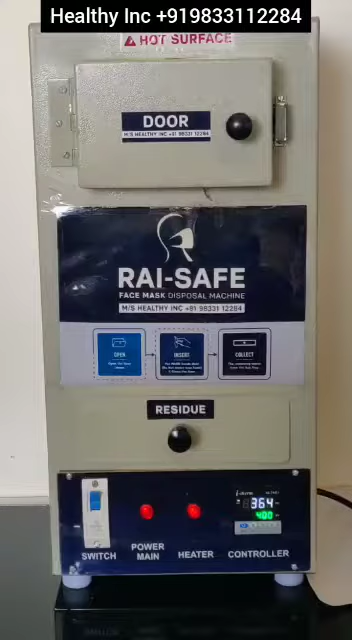 Healthy Inc +919833112284
HOT SURFACE
DOOR
M/S HEALTHY INC +91 98331 12284
RAI-SAFE
FACE MASK DISPOSAL MACHINE
M/S HEALTHY INC +91 98331 12284
OPEN
INSERT
COLLECT
RESIDUE
364
400
SWITCH
POWER MAIN
HEATER
CONTROLLER